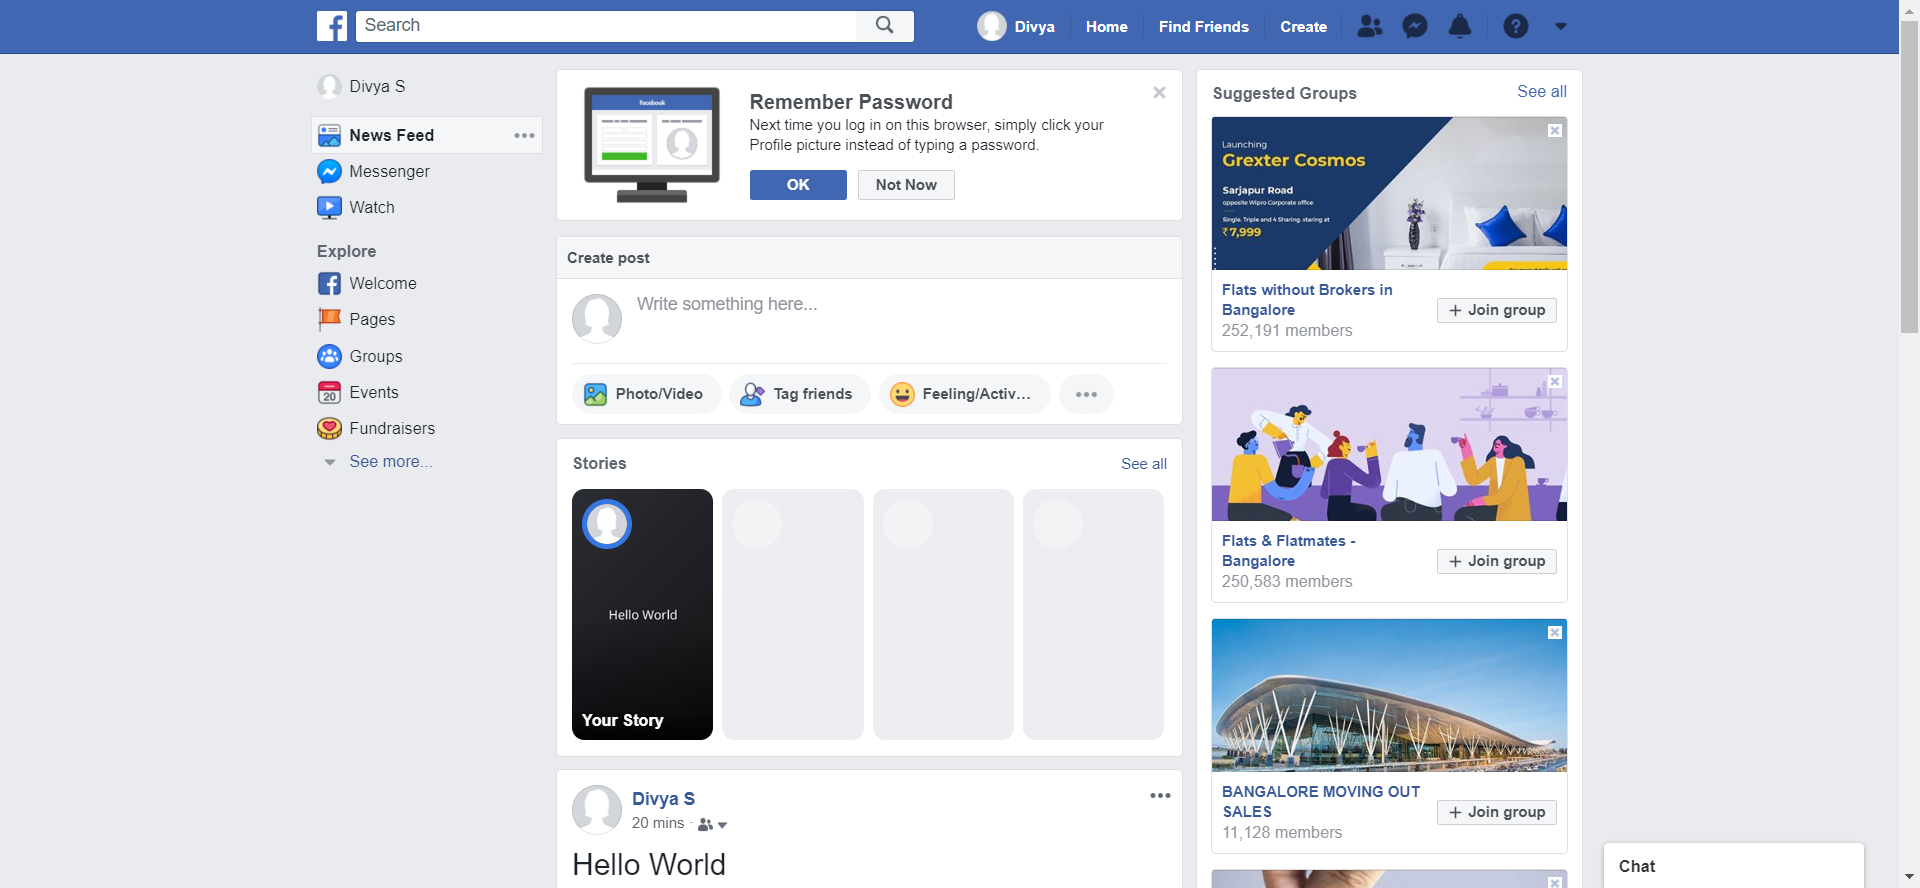 Search
Divya
Home
Find Friends
Create
Divya S
News Feed
Messenger
Watch
Explore
Welcome
Pages
Groups
20
Events
Fundraisers
See more...
facebook
Remember Password
Next time you log in on this browser, simply click your
Profile picture instead of typing a password.
OK
Not Now
Create post
Write something here...
Photo/Video
Tag friends
Feeling/Activ...
Stories
See all
Hello World
Your Story
Divya S
20 mins ·
Hello World
Suggested Groups
See all
Launching
Grexter Cosmos
Sarjapur Road
opposite Wipro Corporate office
Single, Triple and 4 Sharing, staring at
₹7,999
Flats without Brokers in
Bangalore
252,191 members
+ Join group
Flats & Flatmates -
Bangalore
250,583 members
+ Join group
BANGALORE MOVING OUT
SALES
11,128 members
+ Join group
Chat